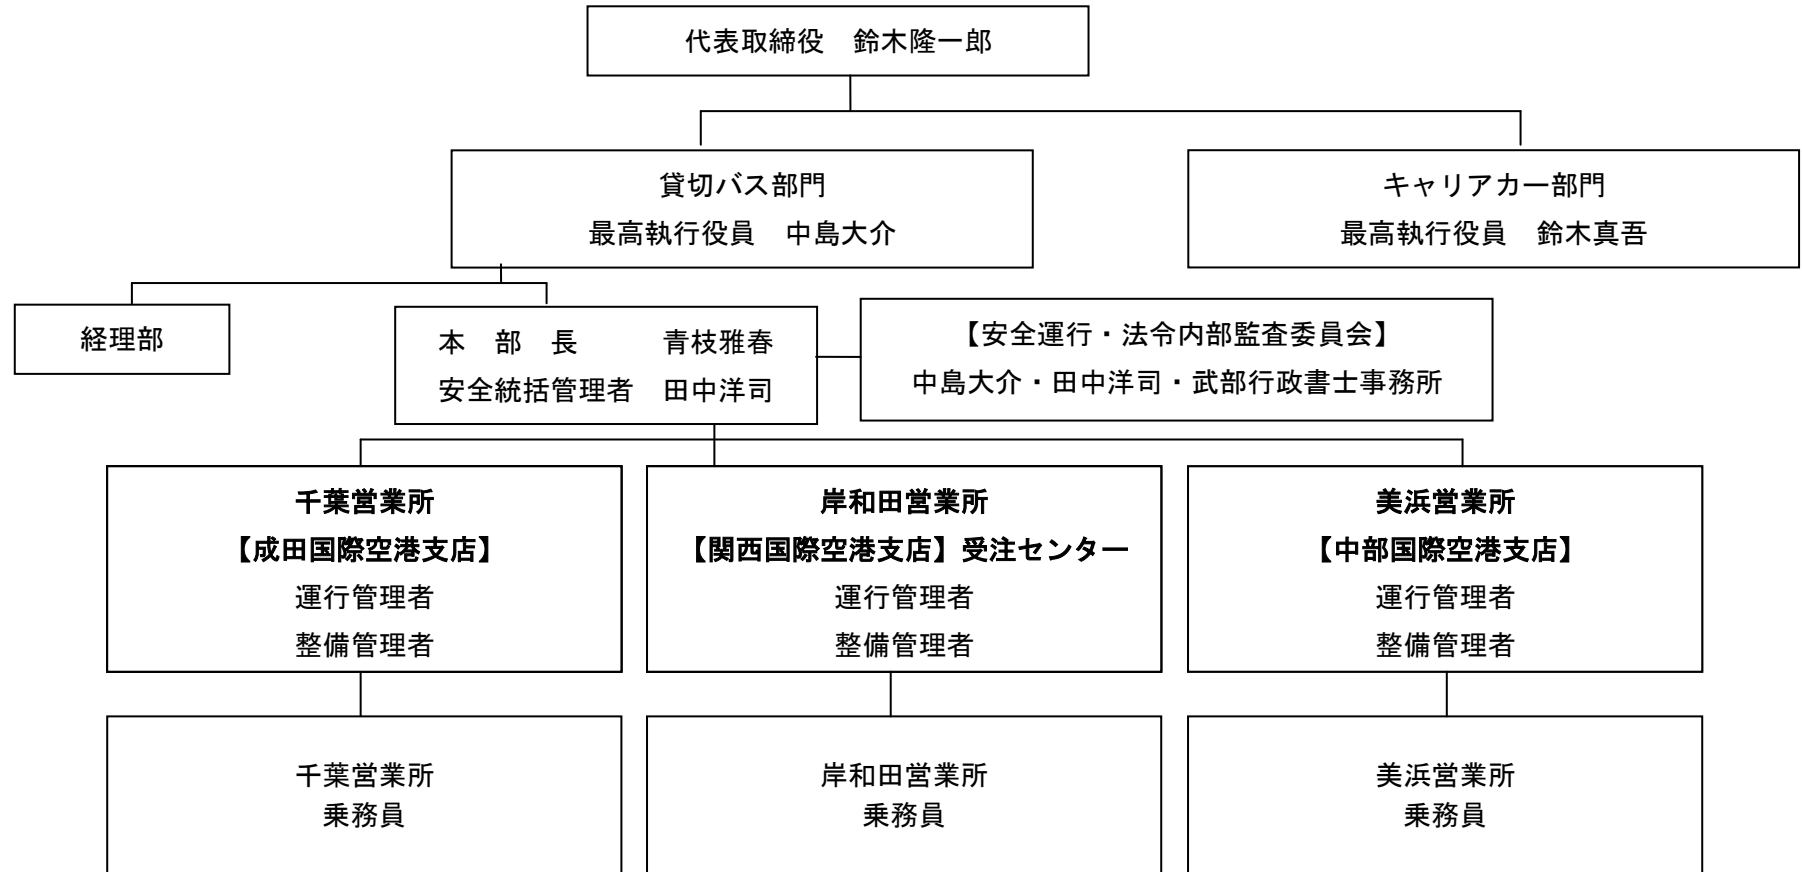 代表取締役　鈴木隆一郎
貸切バス部門
最高執行役員　中島大介
キャリアカー部門
最高執行役員　鈴木真吾
経理部
本　部　長　　　青枝雅春
安全統括管理者　田中洋司
【安全運行・法令内部監査委員会】
中島大介・田中洋司・武部行政書士事務所
千葉営業所
【成田国際空港支店】
運行管理者
整備管理者
岸和田営業所
【関西国際空港支店】受注センター
運行管理者
整備管理者
美浜営業所
【中部国際空港支店】
運行管理者
整備管理者
千葉営業所
乗務員
岸和田営業所
乗務員
美浜営業所
乗務員